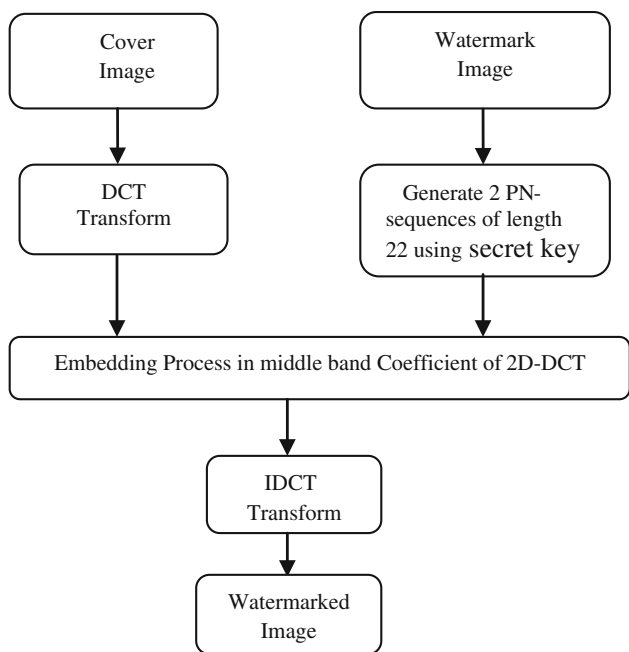 Cover
Image
Watermark
Image
DCT
Transform
Generate 2 PN-
sequences of length
22 using secret key
Embedding Process in middle band Coefficient of 2D-DCT
IDCT
Transform
Watermarked
Image